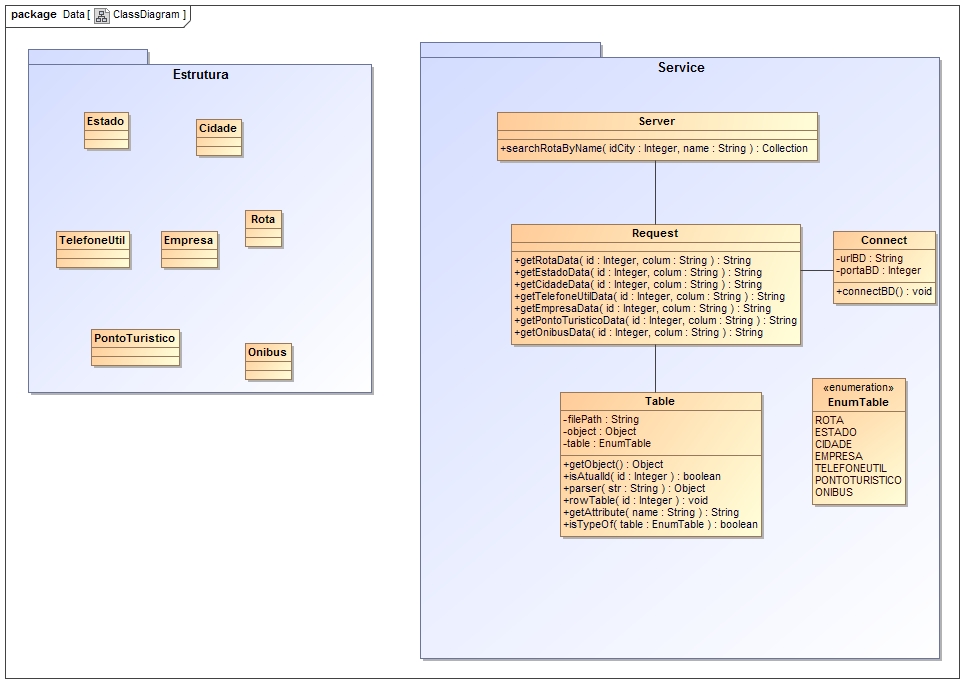 package Data [ ClassDiagram ]
Estrutura
Estado
Cidade
Rota
TelefoneUtil
Empresa
PontoTuristico
Onibus
Service
Server
+searchRotaByName( idCity : Integer, name : String ) : Collection
Request
+getRotaData( id : Integer, colum : String ) : String
+getEstadoData( id : Integer, colum : String ) : String
+getCidadeData( id : Integer, colum : String ) : String
+getTelefoneUtilData( id : Integer, colum : String ) : String
+getEmpresaData( id : Integer, colum : String ) : String
+getPontoTuristicoData( id : Integer, colum : String ) : String
+getOnibusData( id : Integer, colum : String ) : String
Connect
-urlBD : String
-portaBD : Integer
+connectBD() : void
Table
-filePath : String
-object : Object
-table : EnumTable
+getObject() : Object
+isAtualId( id : Integer ) : boolean
+parser( str : String ) : Object
+rowTable( id : Integer ) : void
+getAttribute( name : String ) : String
+isTypeOf( table : EnumTable ) : boolean
«enumeration»
EnumTable
ROTA
ESTADO
CIDADE
EMPRESA
TELEFONEUTIL
PONTOTURISTICO
ONIBUS